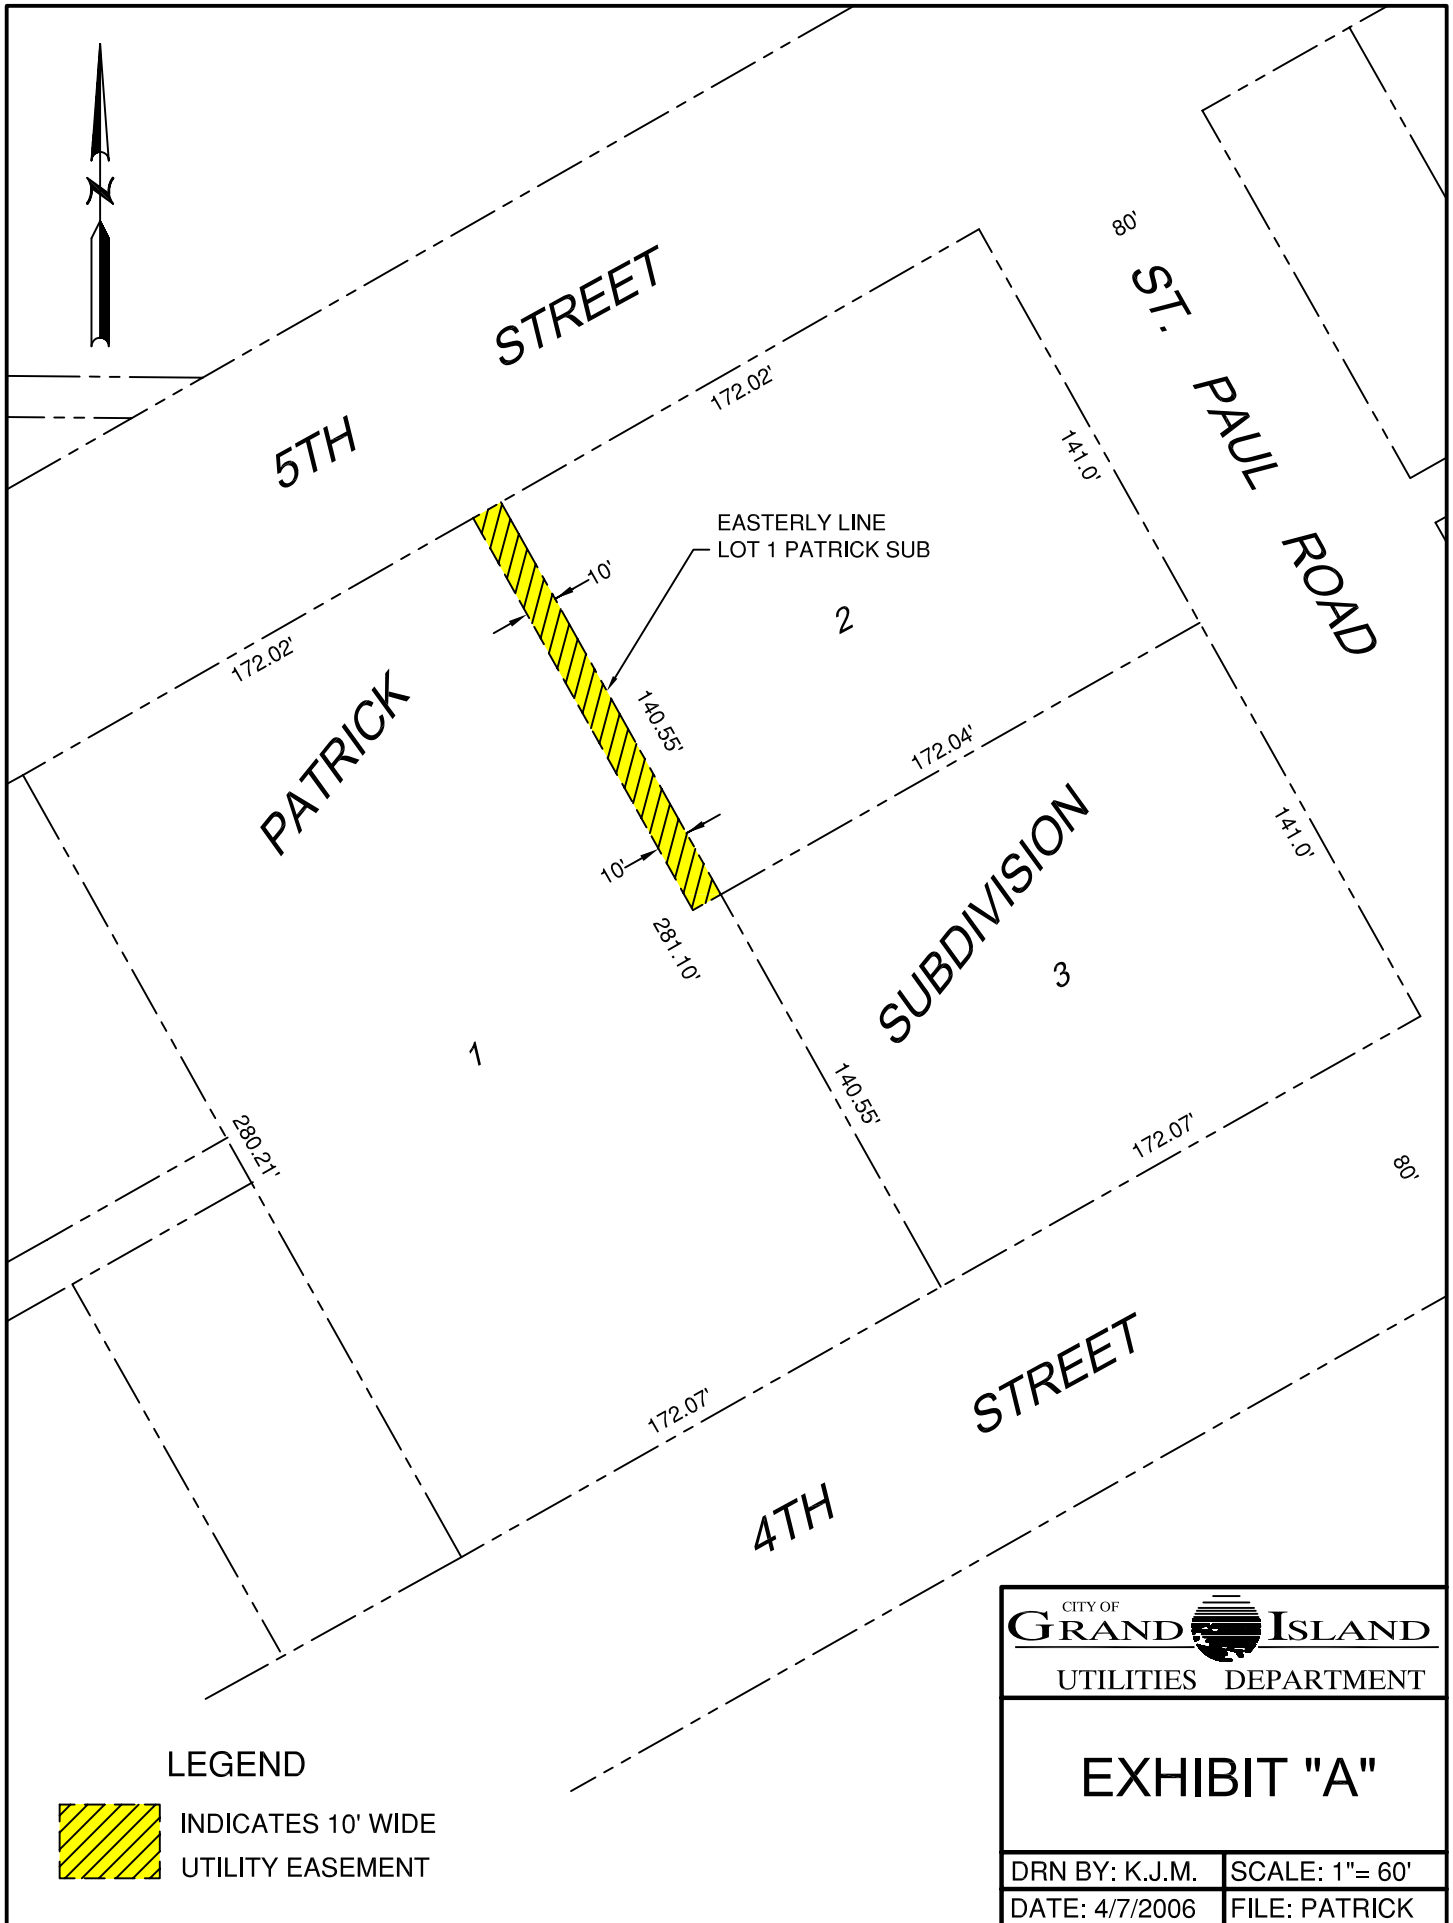 N
80'
ST. PAUL ROAD
5TH STREET
172.02'
141.0'
EASTERLY LINE
LOT 1 PATRICK SUB
10'
2
172.02'
140.55'
PATRICK
172.04'
SUBDIVISION
141.0'
10'
281.10'
3
1
140.55'
280.21'
172.07'
80'
172.07'
4TH STREET
CITY OF
GRAND ISLAND
UTILITIES DEPARTMENT
EXHIBIT "A"
LEGEND
INDICATES 10' WIDE
UTILITY EASEMENT
DRN BY: K.J.M.
SCALE: 1"= 60'
DATE: 4/7/2006
FILE: PATRICK